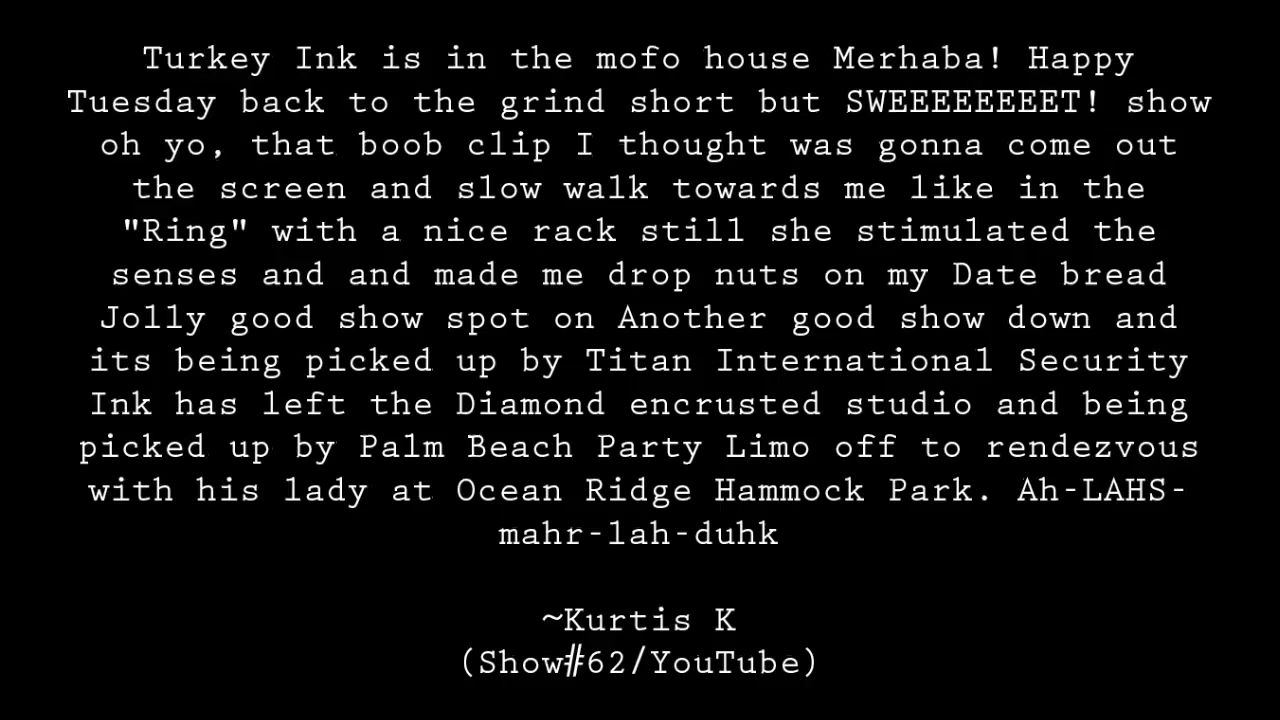 Turkey Ink is in the mofo house Merhaba! Happy
Tuesday back to the grind short but SWEEEEEEEET! show
oh yo, that boob clip I thought was gonna come out
the screen and slow walk towards me like in the
"Ring" with a nice rack still she stimulated the
senses and and made me drop nuts on my Date bread
Jolly good show spot on Another good show down and
its being picked up by Titan International Security
Ink has left the Diamond encrusted studio and being
picked up by Palm Beach Party Limo off to rendezvous
with his lady at Ocean Ridge Hammock Park. Ah-LAHS-
mahr-lah-duhk
~Kurtis K
(Show#62/YouTube)